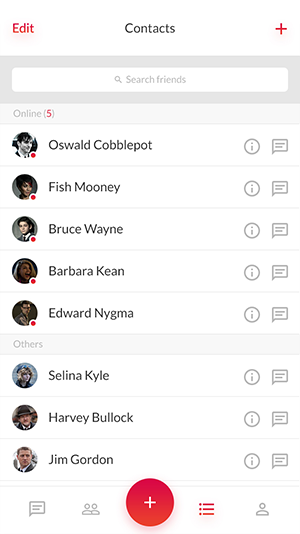 Edit Contacts +
Search friends
Online (5)
Oswald Cobblepot
Fish Mooney
Bruce Wayne
Barbara Kean
Edward Nygma
Others
Selina Kyle
Harvey Bullock
Jim Gordon